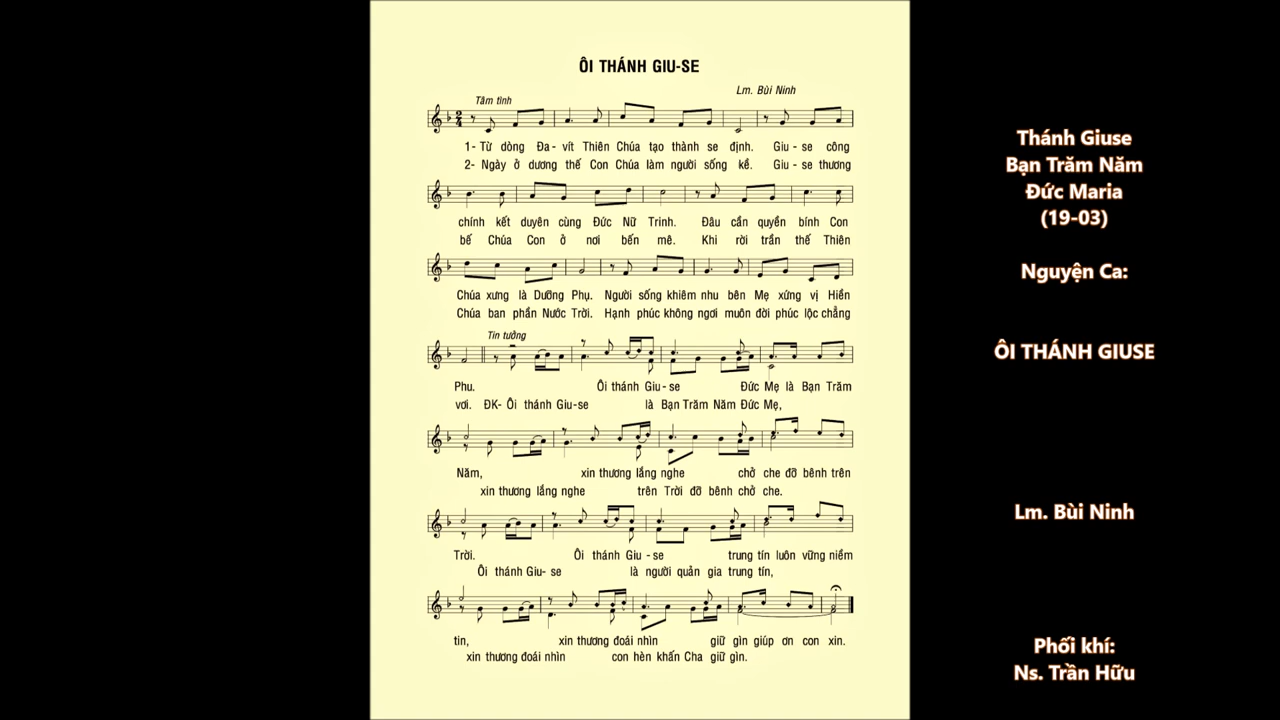 ÔI THÁNH GIU-SE
Lm. Bùi Ninh
Tâm tình
2
4
1- Từ dòng Đa - vít Thiên Chúa tạo thành se định. Giu - se công
2- Ngày ở dương thế Con Chúa làm người sống kề. Giu - se thương
chính kết duyên cùng Đức Nữ Trinh. Đâu cần quyền bính Con
bế Chúa Con ở nơi bến mê. Khi rời trần thế Thiên
Chúa xưng là Dưỡng Phụ. Người sống khiêm nhu bên Mẹ xứng vị Hiền
Chúa ban phần Nước Trời. Hạnh phúc không ngơi muôn đời phúc lộc chẳng
Tin tưởng
Phu. Ôi thánh Giu - se Đức Mẹ là Bạn Trăm
vơi. ĐK- Ôi thánh Giu-se là Bạn Trăm Năm Đức Mẹ,
Năm, xin thương lắng nghe chở che đỡ bênh trên
xin thương lắng nghe trên Trời đỡ bênh chở che.
Trời. Ôi thánh Giu - se trung tín luôn vững niềm
Ôi thánh Giu- se là người quản gia trung tín,
tin, xin thương đoái nhìn giữ gìn giúp ơn con xin.
xin thương đoái nhìn con hèn khấn Cha giữ gìn.
Thánh Giuse
Bạn Trăm Năm
Đức Maria
(19-03)
Nguyện Ca:
ÔI THÁNH GIUSE
Lm. Bùi Ninh
Phối khí:
Ns. Trần Hữu